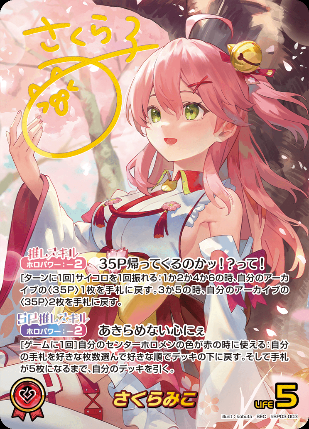 さくら
推しスキル
ホロパワー:-2
35P帰ってくるのかッ!?って!
[ターンに1回]サイコロを1回振れる:1か2か4か6の時、自分のアーカ
イブの〈35P〉1枚を手札に戻す。3か5の時、自分のアーカイブの
〈35P〉2枚を手札に戻す。
SP推しスキル
ホロパワー:-2
あきらめない心にぇ
[ゲームに1回]自分のセンターホロメンの色が赤の時に使える:自分
の手札を好きな枚数選んで好きな順でデッキの下に戻す。そして手札
が5枚になるまで、自分のデッキを引く。
さくらみこ
LIFE 5